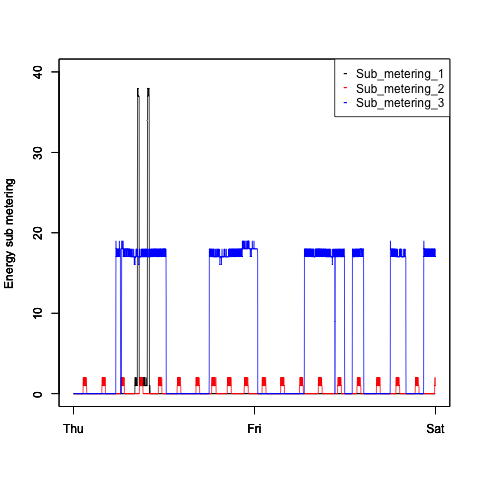 Sub_metering_1
Sub_metering_2
Sub_metering_3
Energy sub metering
40
30
20
10
0
Thu Fri Sat